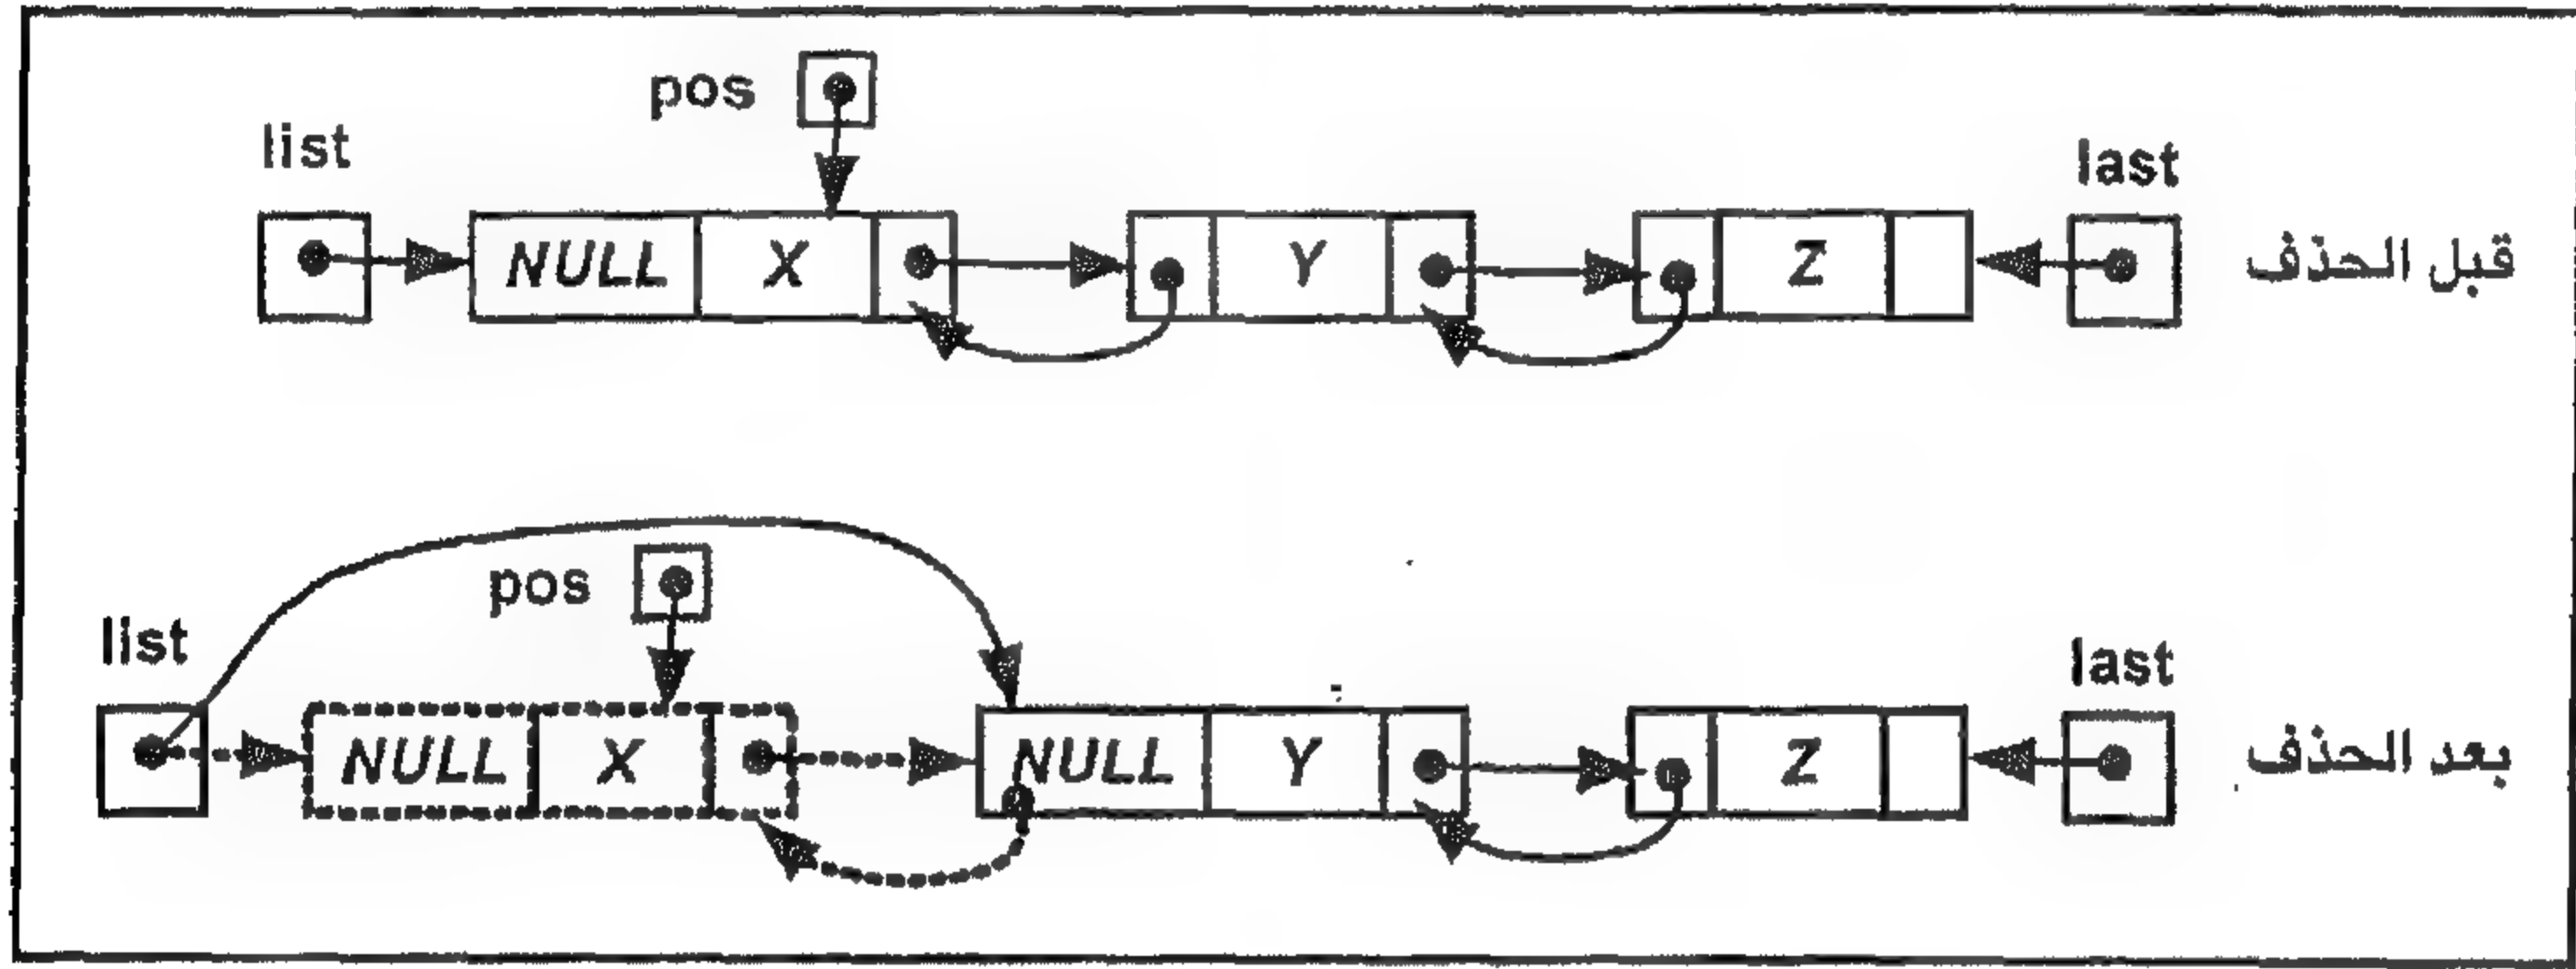 pos
list
last
NULL X Y Z
قبل الحذف
pos
list
last
NULL X NULL Y Z
بعد الحذف